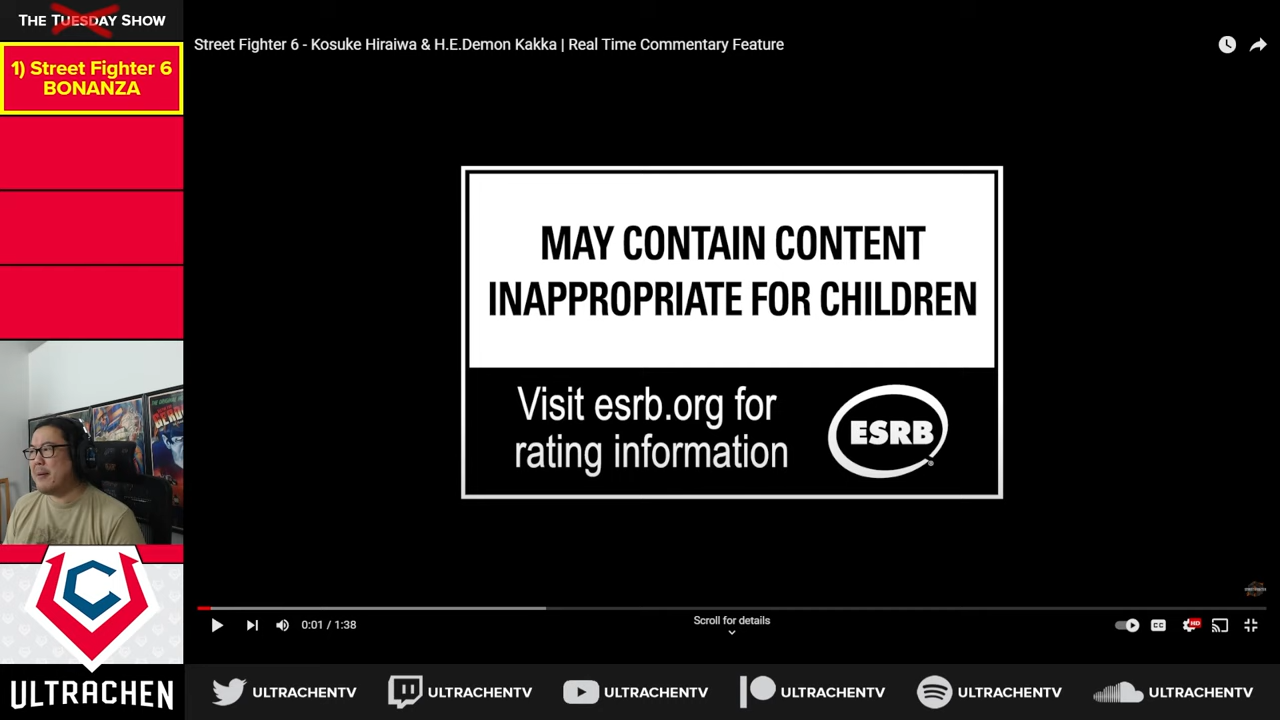 THE TUESDAY SHOW
1) Street Fighter 6
BONANZA
Street Fighter 6 - Kosuke Hiraiwa & H.E.Demon Kakka | Real Time Commentary Feature
MAY CONTAIN CONTENT
INAPPROPRIATE FOR CHILDREN
Visit esrb.org for
rating information
ESRB
0:01 / 1:38
Scroll for details
CC
HD
ULTRACHEN
ULTRACHENTV
ULTRACHENTV
ULTRACHENTV
ULTRACHENTV
ULTRACHENTV
ULTRACHENTV